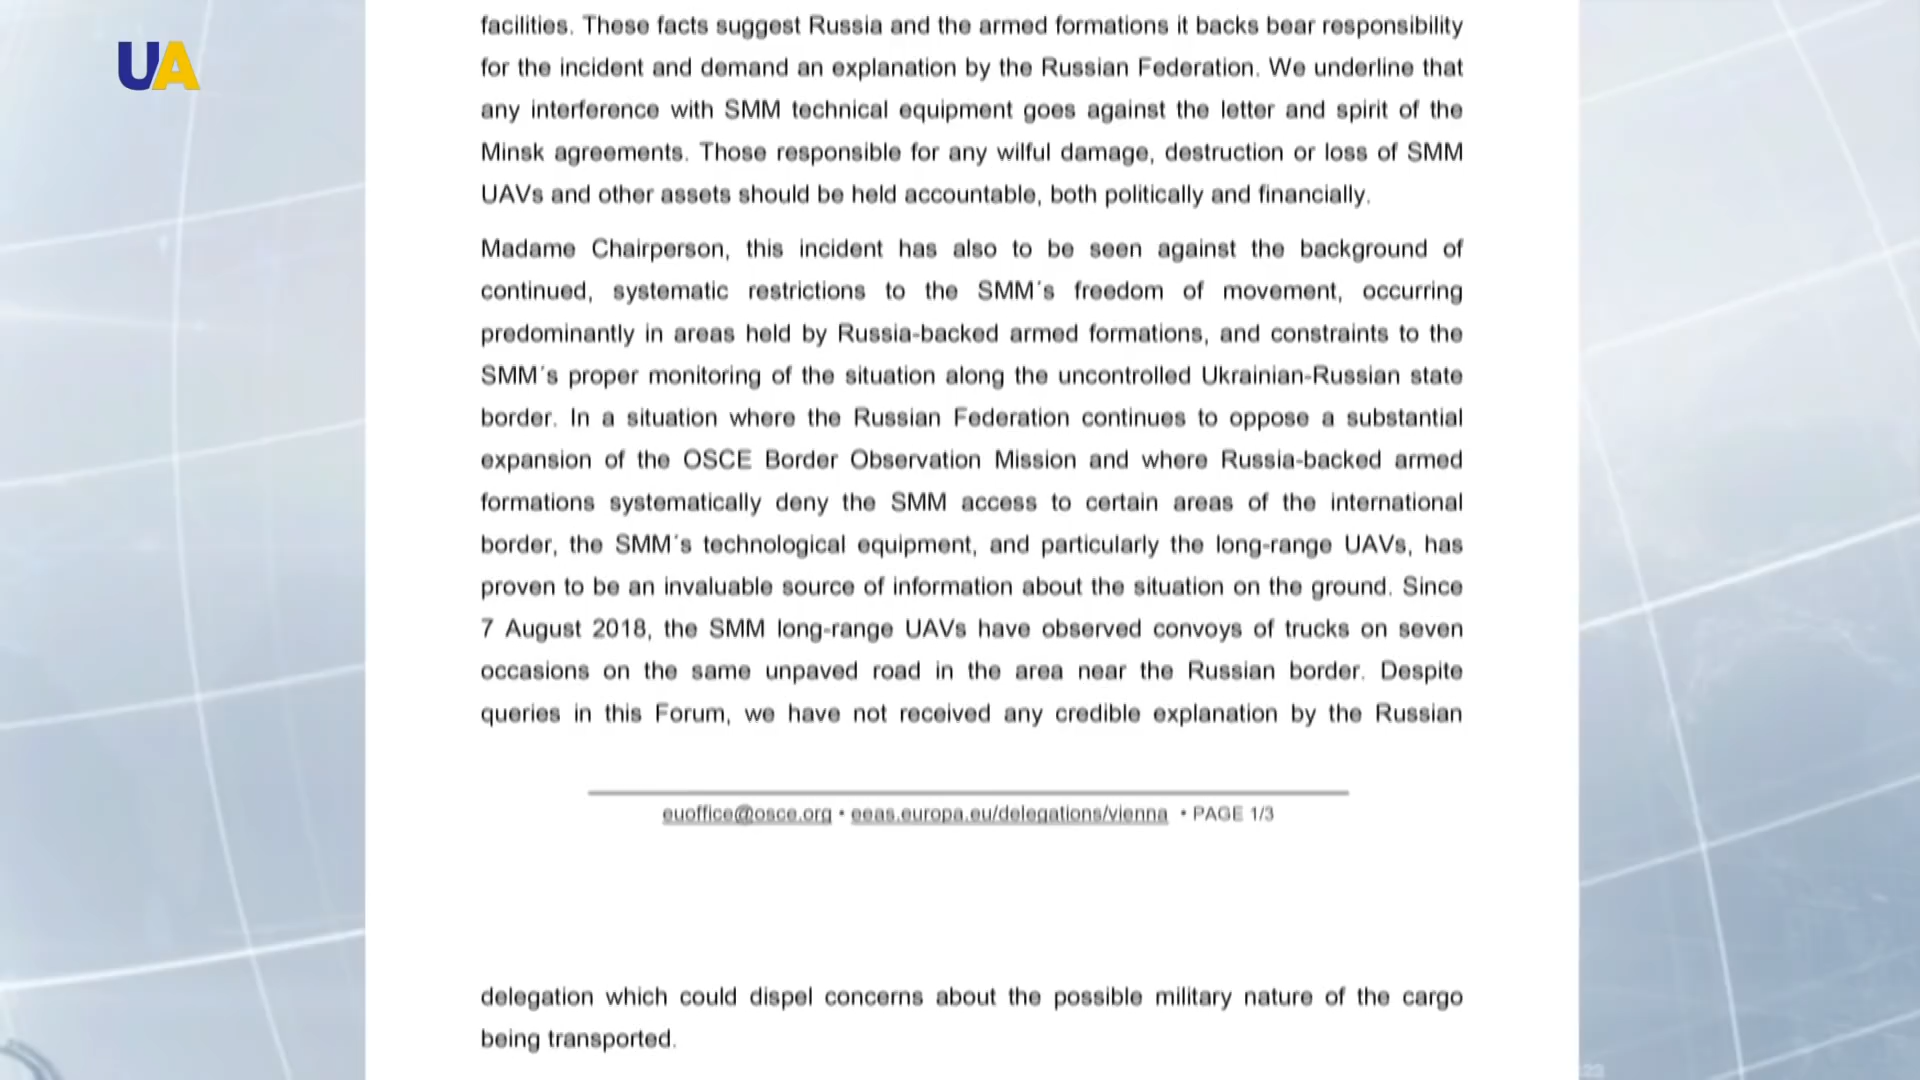 UA
facilities. These facts suggest Russia and the armed formations it backs bear responsibility
for the incident and demand an explanation by the Russian Federation. We underline that
any interference with SMM technical equipment goes against the letter and spirit of the
Minsk agreements. Those responsible for any wilful damage, destruction or loss of SMM
UAVs and other assets should be held accountable, both politically and financially.
Madame Chairperson, this incident has also to be seen against the background of
continued, systematic restrictions to the SMM´s freedom of movement, occurring
predominantly in areas held by Russia-backed armed formations, and constraints to the
SMM´s proper monitoring of the situation along the uncontrolled Ukrainian-Russian state
border. In a situation where the Russian Federation continues to oppose a substantial
expansion of the OSCE Border Observation Mission and where Russia-backed armed
formations systematically deny the SMM access to certain areas of the international
border, the SMM´s technological equipment, and particularly the long-range UAVs, has
proven to be an invaluable source of information about the situation on the ground. Since
7 August 2018, the SMM long-range UAVs have observed convoys of trucks on seven
occasions on the same unpaved road in the area near the Russian border. Despite
queries in this Forum, we have not received any credible explanation by the Russian
euoffice@osce.org • eeas.europa.eu/delegations/vienna • PAGE 1/3
delegation which could dispel concerns about the possible military nature of the cargo
being transported.